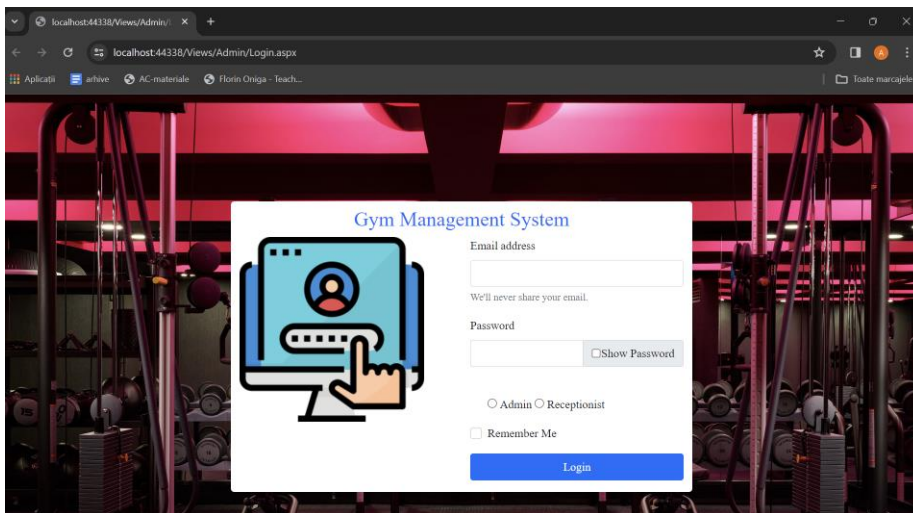 localhost:44338/Views/Admin/
localhost:44338/Views/Admin/Login.aspx
Aplicații arhive AC-materiale Florin Oniga - Teach... Toate marcajele
Gym Management System
Email address
We'll never share your email.
Password
Show Password
Admin Receptionist
Remember Me
Login
15